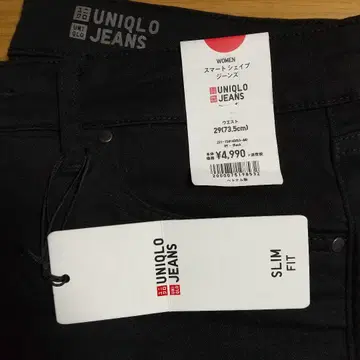 UNIQLO
JEANS
WOMEN
スマート シェイプ
ジーンズ
UNIQLO
JEANS
ウエスト
29(73.5cm)
¥4,990
UNIQLO
JEANS
SLIM
FIT